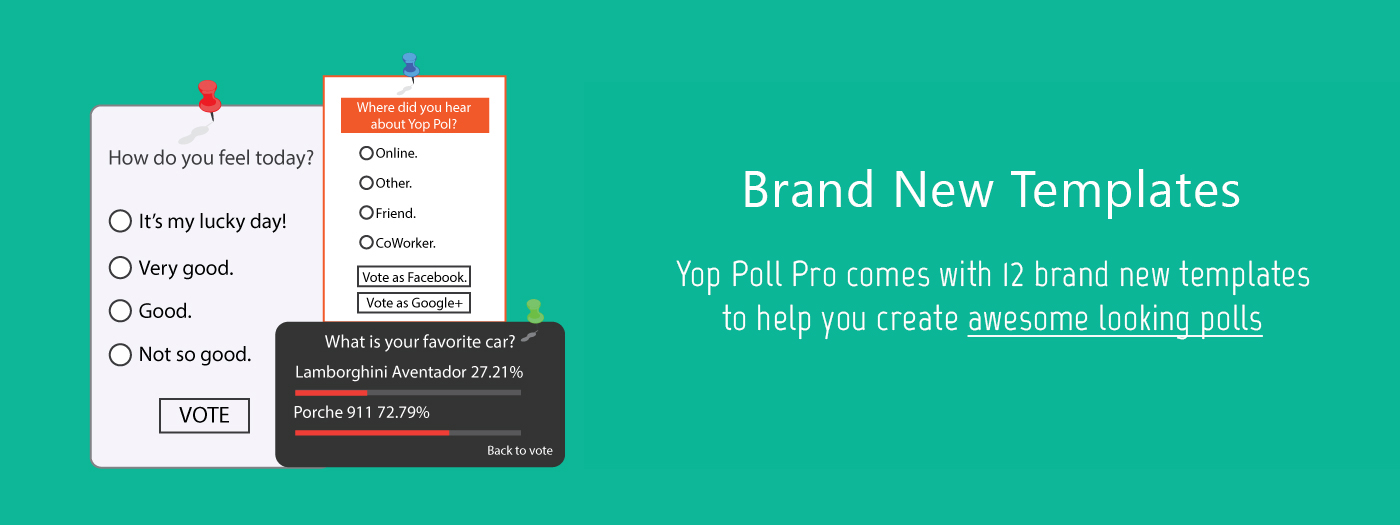 How do you feel today?
It's my lucky day!
Very good.
Good.
Not so good.
VOTE
Where did you hear
about Yop Pol?
Online.
Other.
Friend.
CoWorker.
Vote as Facebook.
Vote as Google+
What is your favorite car?
Lamborghini Aventador 27.21%
Porche 911 72.79%
Back to vote
Brand New Templates
Yop Poll Pro comes with 12 brand new templates
to help you create awesome looking polls